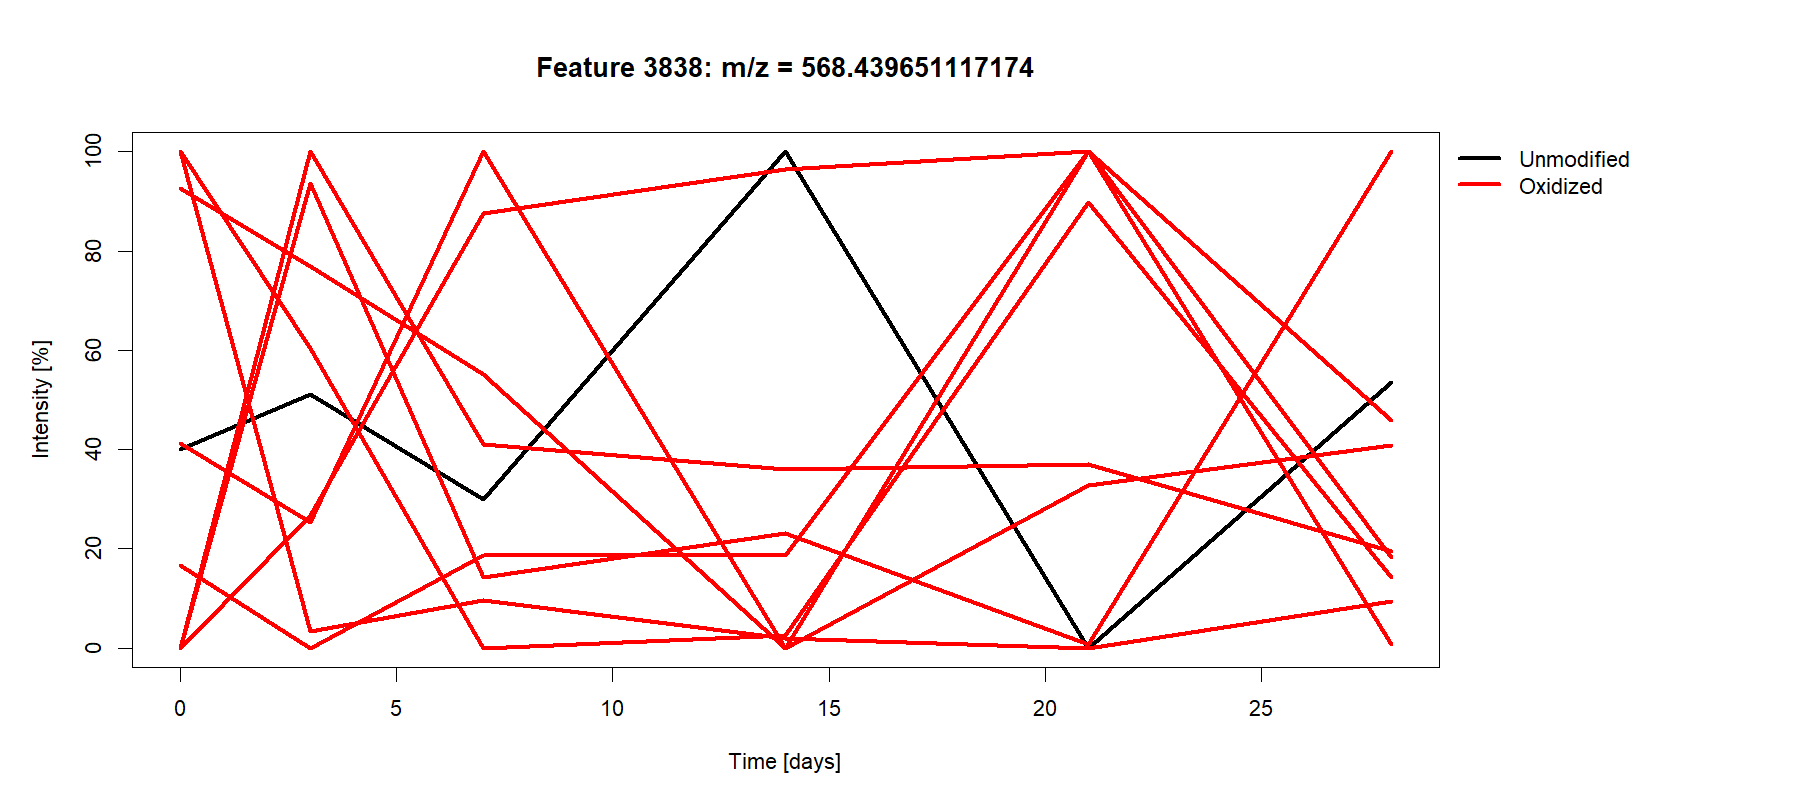 Feature 3838: m/z = 568.439651117174
Unmodified
Oxidized
Intensity [%]
100
80
60
40
20
0
0 5 10 15 20 25
Time [days]